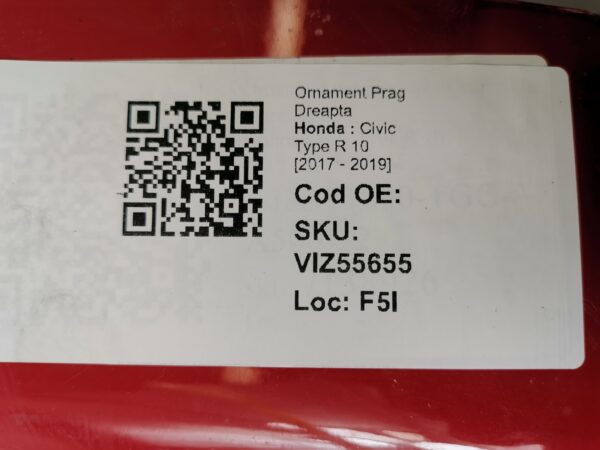 Ornament Prag
Dreapta
Honda : Civic
Type R 10
[2017 - 2019]
Cod OE:
SKU:
VIZ55655
Loc: F5I